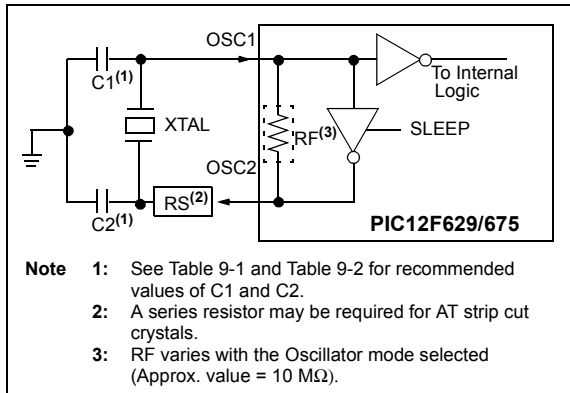 OSC1
C1(1)
To Internal
Logic
XTAL
RF(3)
SLEEP
OSC2
RS(2)
C2(1)
PIC12F629/675
Note 1: See Table 9-1 and Table 9-2 for recommended
values of C1 and C2.
2: A series resistor may be required for AT strip cut
crystals.
3: RF varies with the Oscillator mode selected
(Approx. value = 10 MΩ).